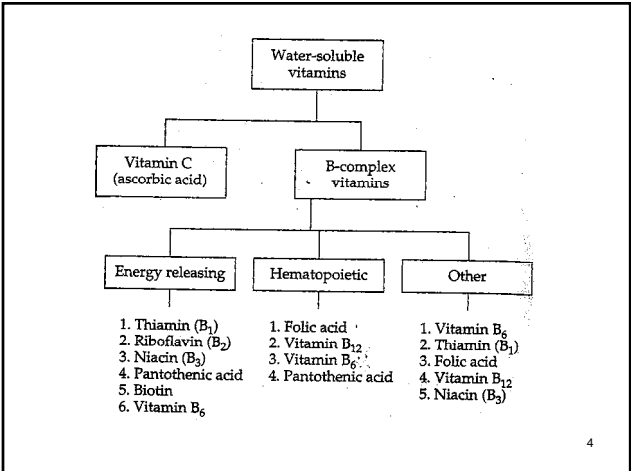 Water-soluble
vitamins
Vitamin C
(ascorbic acid)
B-complex
vitamins
Energy releasing
Hematopoietic
Other
1. Thiamin (B₁)
2. Riboflavin (B₂)
3. Niacin (B₃)
4. Pantothenic acid
5. Biotin
6. Vitamin B₆
1. Folic acid
2. Vitamin B₁₂
3. Vitamin B₆
4. Pantothenic acid
1. Vitamin B₆
2. Thiamin (B₁)
3. Folic acid
4. Vitamin B₁₂
5. Niacin (B₃)
4